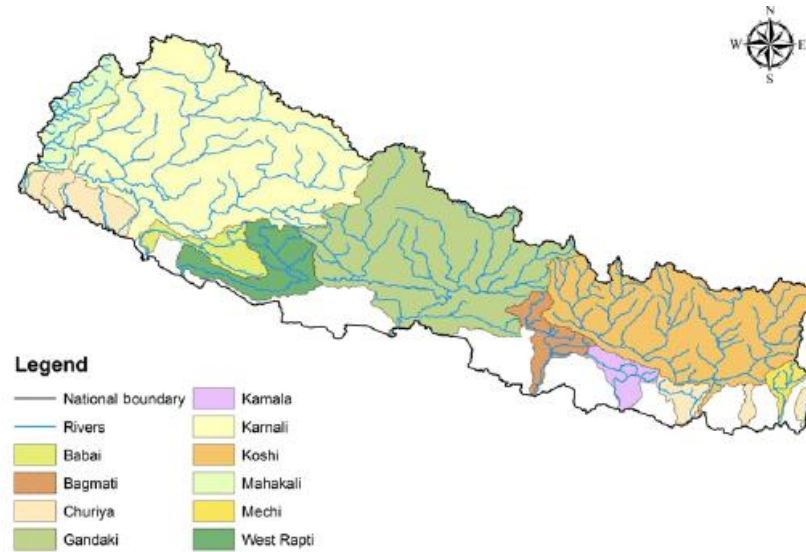 N
W E
S
Legend
National boundary
Rivers
Babai
Bagmati
Churiya
Gandaki
Kamala
Karnali
Koshi
Mahakali
Mechi
West Rapti